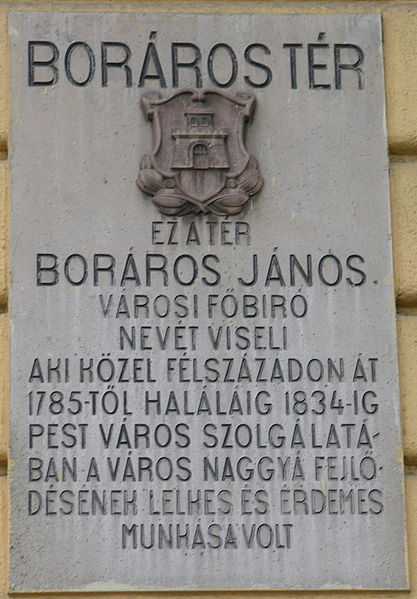 BORÁROS TÉR
EZ A TÉR
BORÁROS JÁNOS.
VÁROSI FŐBIRÓ
NEVÉT VISELI
AKI KÖZEL FÉLSZÁZADON ÁT
1785-TŐL HALÁLÁIG 1834-IG
PEST VÁROS SZOLGÁLATÁ-
BAN A VÁROS NAGGYÁ FEJLŐ-
DÉSÉNEK LELKES ÉS ÉRDEMES
MUNKÁSA VOLT